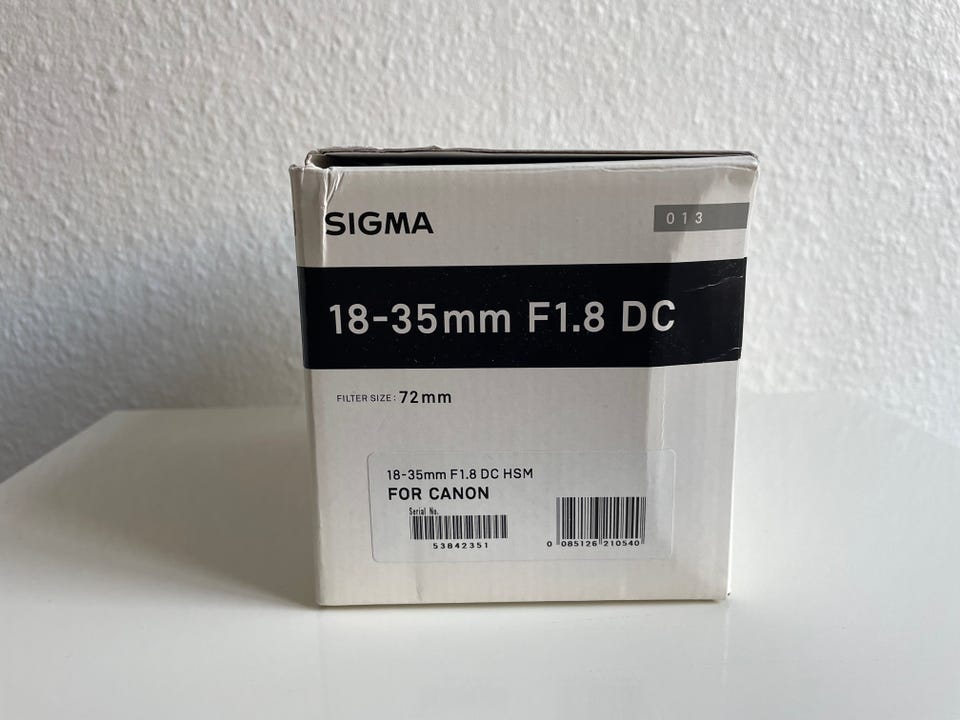 SIGMA
013
18-35mm F1.8 DC
FILTER SIZE: 72mm
18-35mm F1.8 DC HSM
FOR CANON
Serial No.
53842351
0 085126 210540